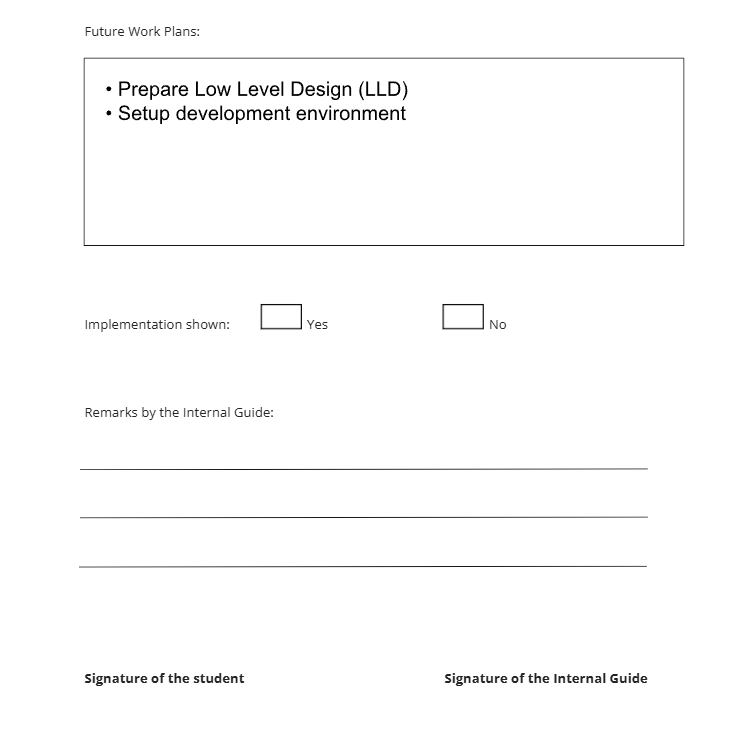 Future Work Plans:
• Prepare Low Level Design (LLD)
• Setup development environment
Implementation shown: Yes No
Remarks by the Internal Guide:
Signature of the student Signature of the Internal Guide